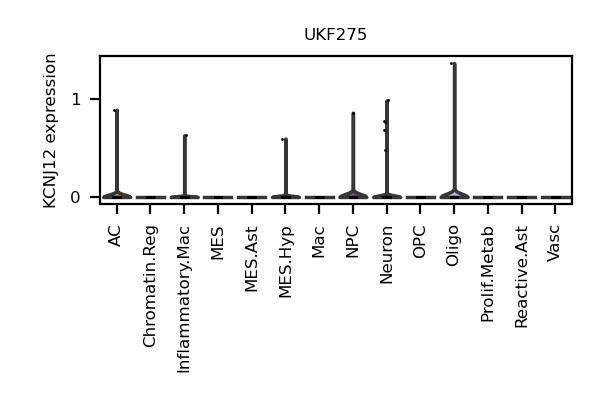 UKF275
KCNJ12 expression
1
0
AC
Chromatin.Reg
Inflammatory.Mac
MES
MES.Ast
MES.Hyp
Mac
NPC
Neuron
OPC
Oligo
Prolif.Metab
Reactive.Ast
Vasc